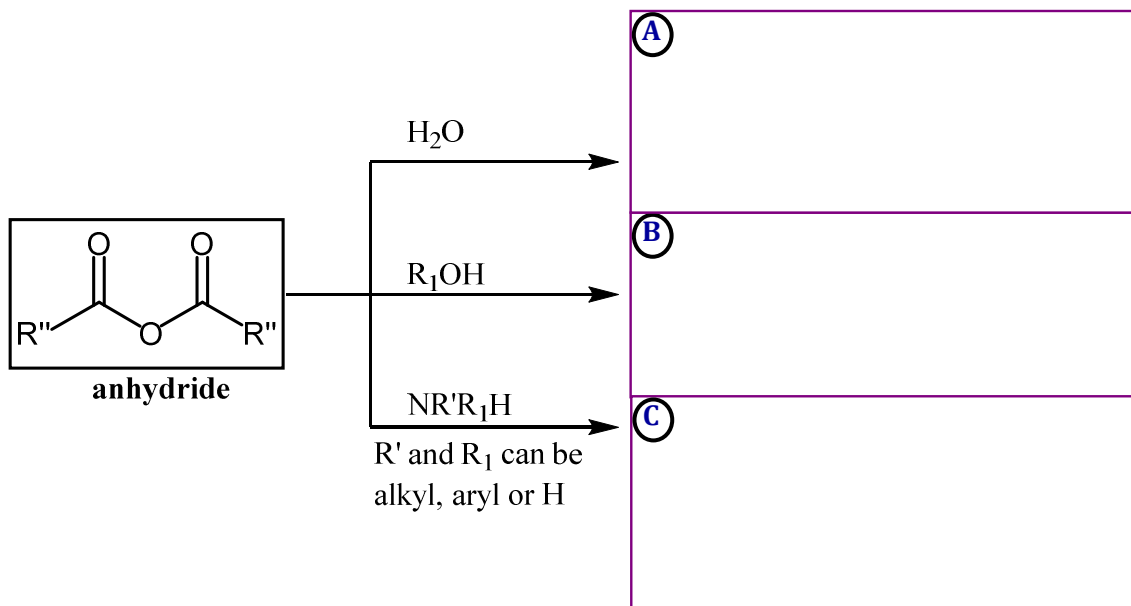 A
H₂O
B
O O
R₁OH
R" O R"
anhydride
NR'R₁H
C
R' and R₁ can be
alkyl, aryl or H